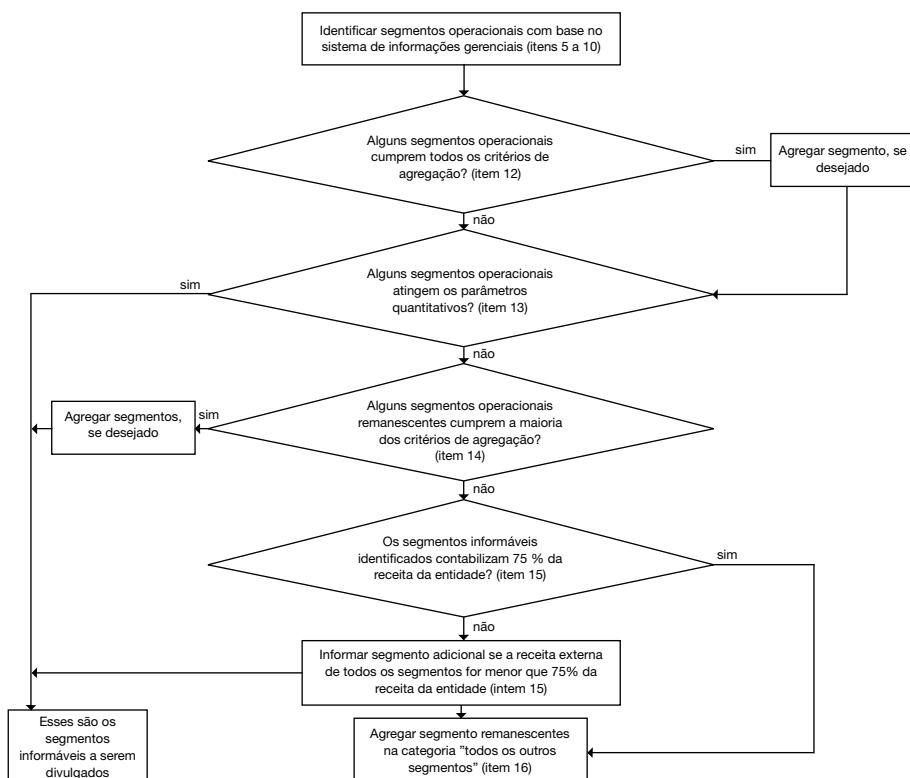 Identificar segmentos operacionais com base no
sistema de informações gerenciais (itens 5 a 10)
Alguns segmentos operacionais
cumprem todos os critérios de
agregação? (item 12)
sim
Agregar segmento, se
desejado
não
sim
Alguns segmentos operacionais
atingem os parâmetros
quantitativos? (item 13)
não
Agregar segmentos,
se desejado
sim
Alguns segmentos operacionais
remanescentes cumprem a maioria
dos critérios de agregação?
(item 14)
não
Os segmentos informáveis
identificados contabilizam 75 % da
receita da entidade? (item 15)
sim
não
Informar segmento adicional se a receita externa
de todos os segmentos for menor que 75% da
receita da entidade (intem 15)
Esses são os
segmentos
informáveis a serem
divulgados
Agregar segmento remanescentes
na categoria "todos os outros
segmentos" (item 16)